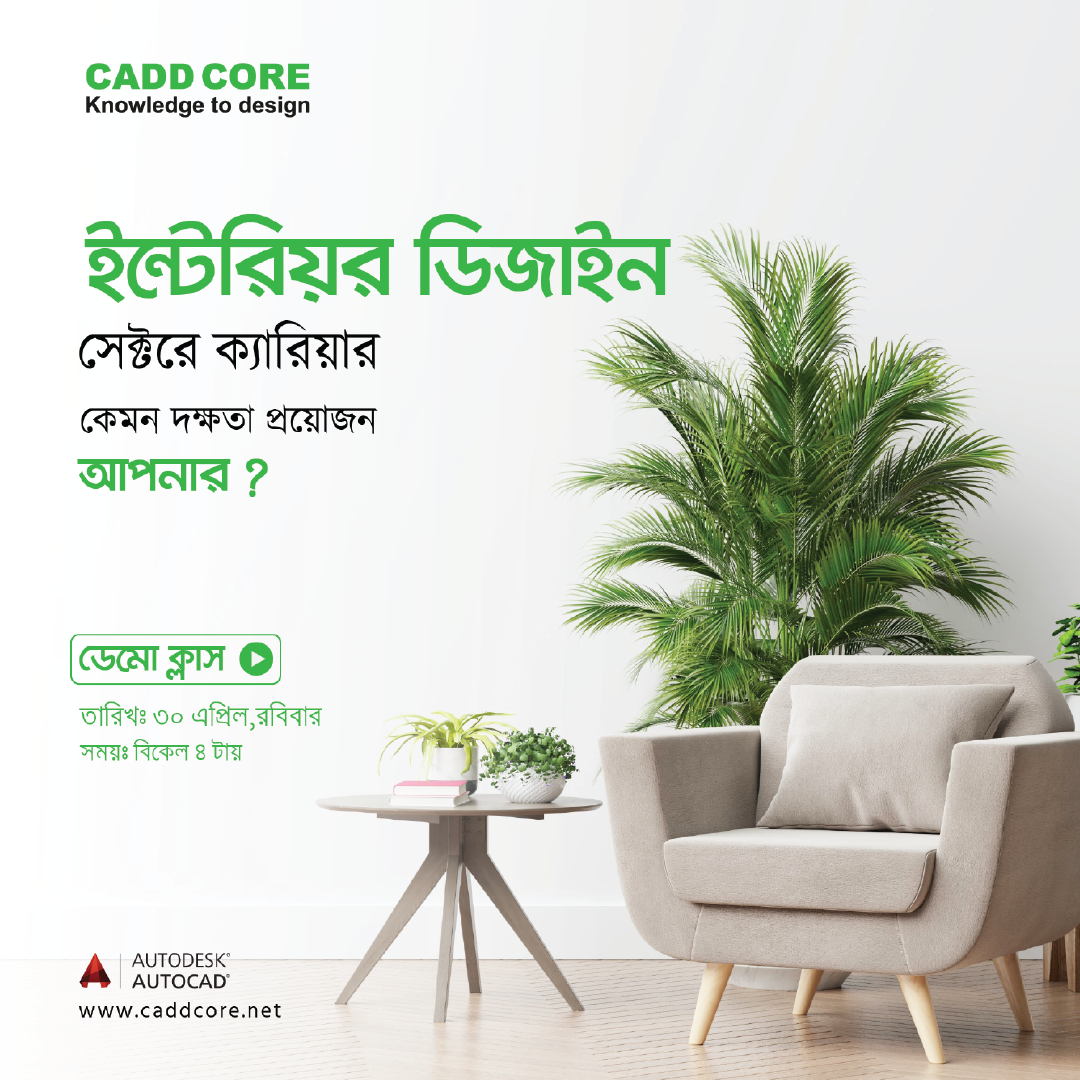 CADD CORE
Knowledge to design
ইন্টেরিয়র ডিজাইন
সেক্টরে ক্যারিয়ার
কেমন দক্ষতা প্রয়োজন
আপনার ?
ডেমো ক্লাস
তারিখঃ ৩০ এপ্রিল,রবিবার
সময়ঃ বিকেল ৪ টায়
AUTODESK®
AUTOCAD®
www.caddcore.net